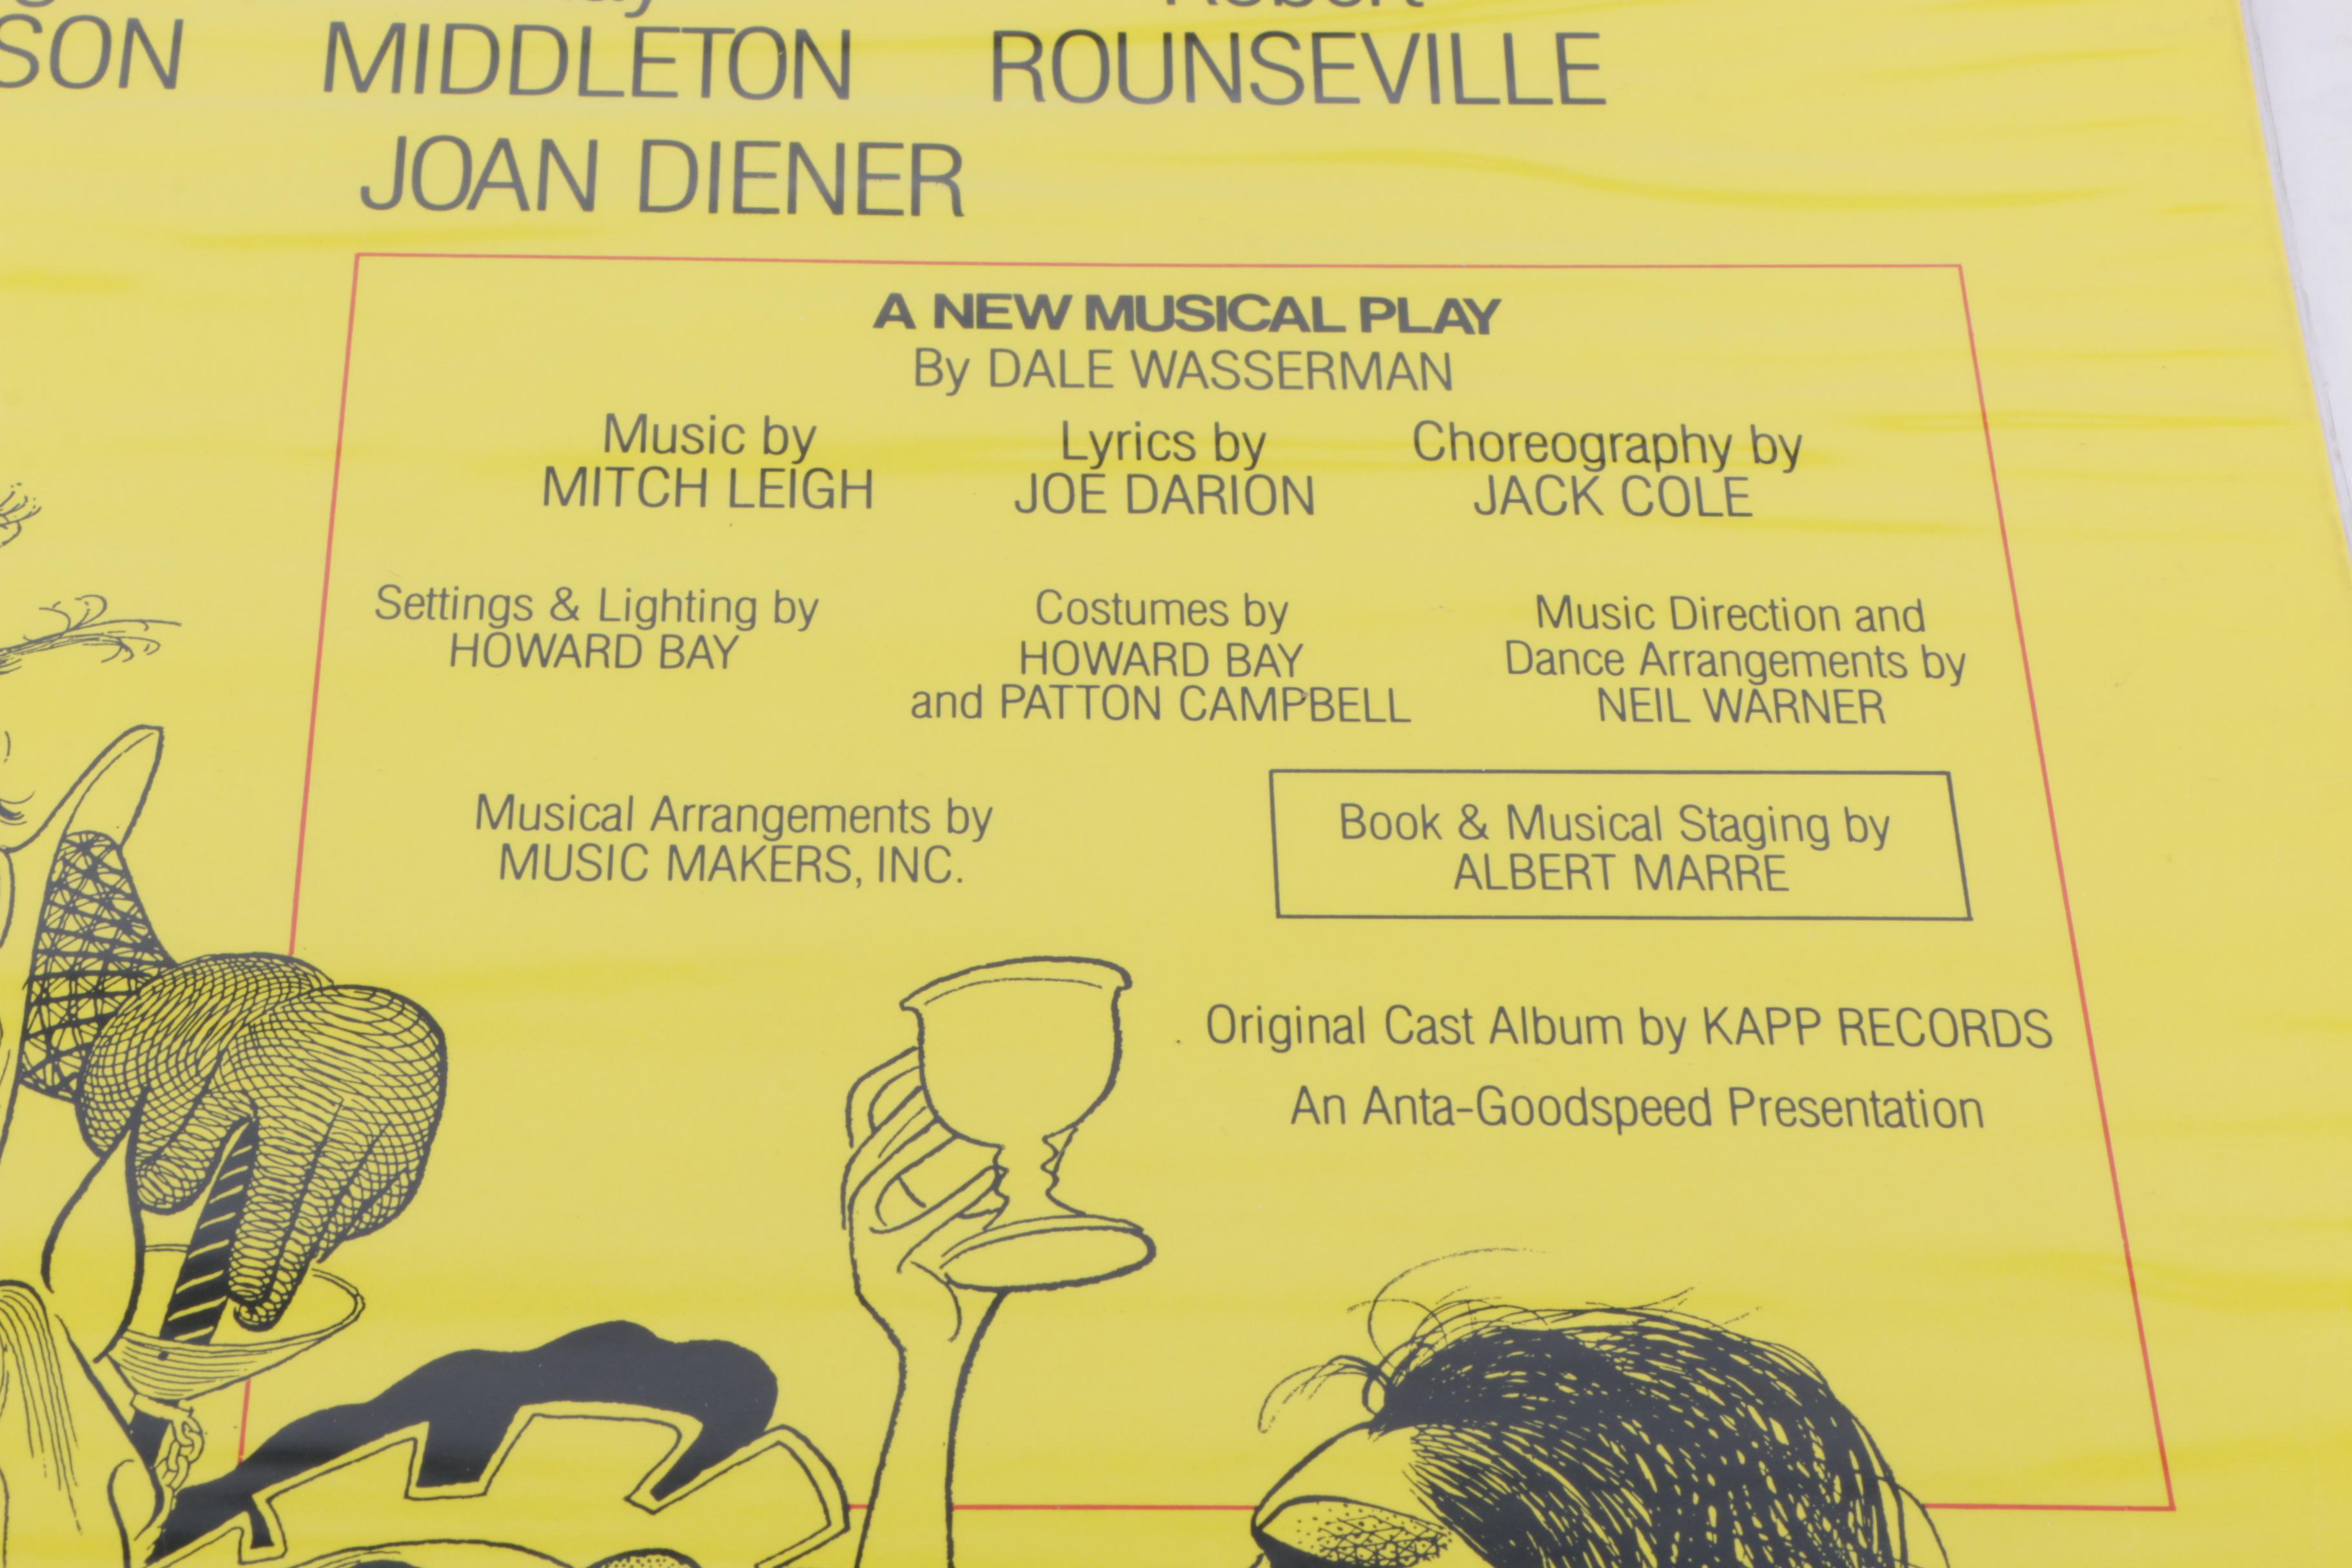 SON MIDDLETON Robert ROUNSEVILLE
JOAN DIENER
A NEW MUSICAL PLAY
By DALE WASSERMAN
Music by
MITCH LEIGH
Lyrics by
JOE DARION
Choreography by
JACK COLE
Settings & Lighting by
HOWARD BAY
Costumes by
HOWARD BAY
and PATTON CAMPBELL
Music Direction and
Dance Arrangements by
NEIL WARNER
Musical Arrangements by
MUSIC MAKERS, INC.
Book & Musical Staging by
ALBERT MARRE
Original Cast Album by KAPP RECORDS
An Anta-Goodspeed Presentation